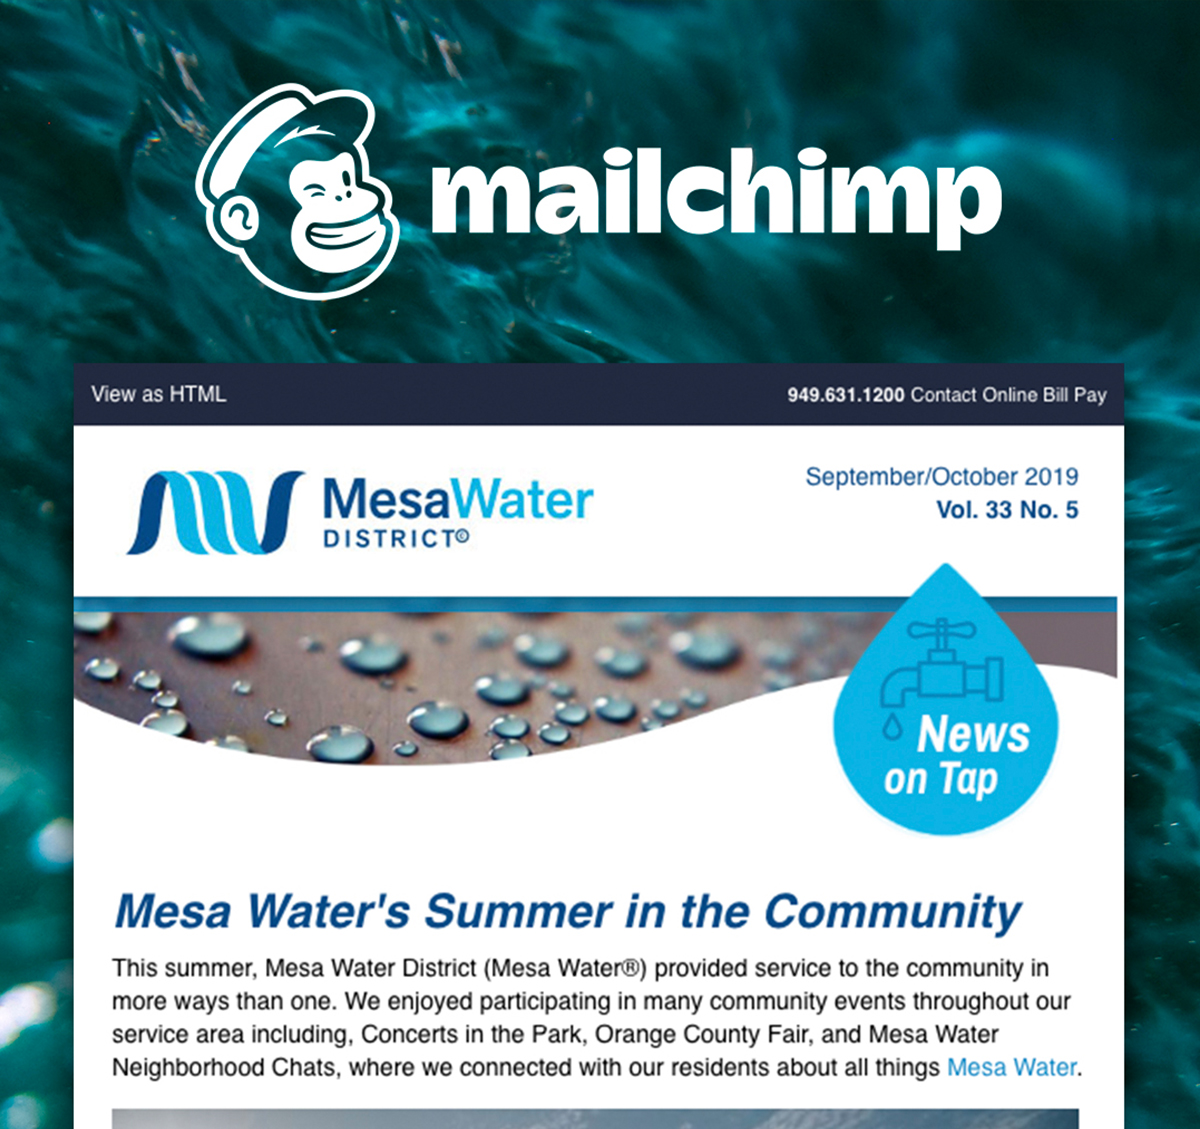 mailchimp
View as HTML
949.631.1200 Contact Online Bill Pay
MesaWater
DISTRICT©
September/October 2019
Vol. 33 No. 5
News
on Tap
Mesa Water's Summer in the Community
This summer, Mesa Water District (Mesa Water®) provided service to the community in
more ways than one. We enjoyed participating in many community events throughout our
service area including, Concerts in the Park, Orange County Fair, and Mesa Water
Neighborhood Chats, where we connected with our residents about all things Mesa Water.